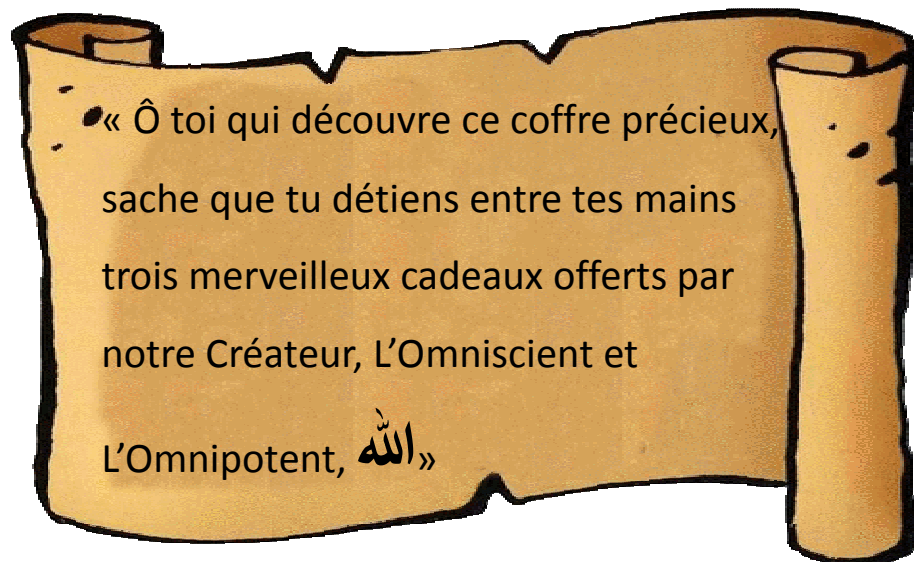 « Ô toi qui découvre ce coffre précieux,
sache que tu détiens entre tes mains
trois merveilleux cadeaux offerts par
notre Créateur, L’Omniscient et
L’Omnipotent, الله»